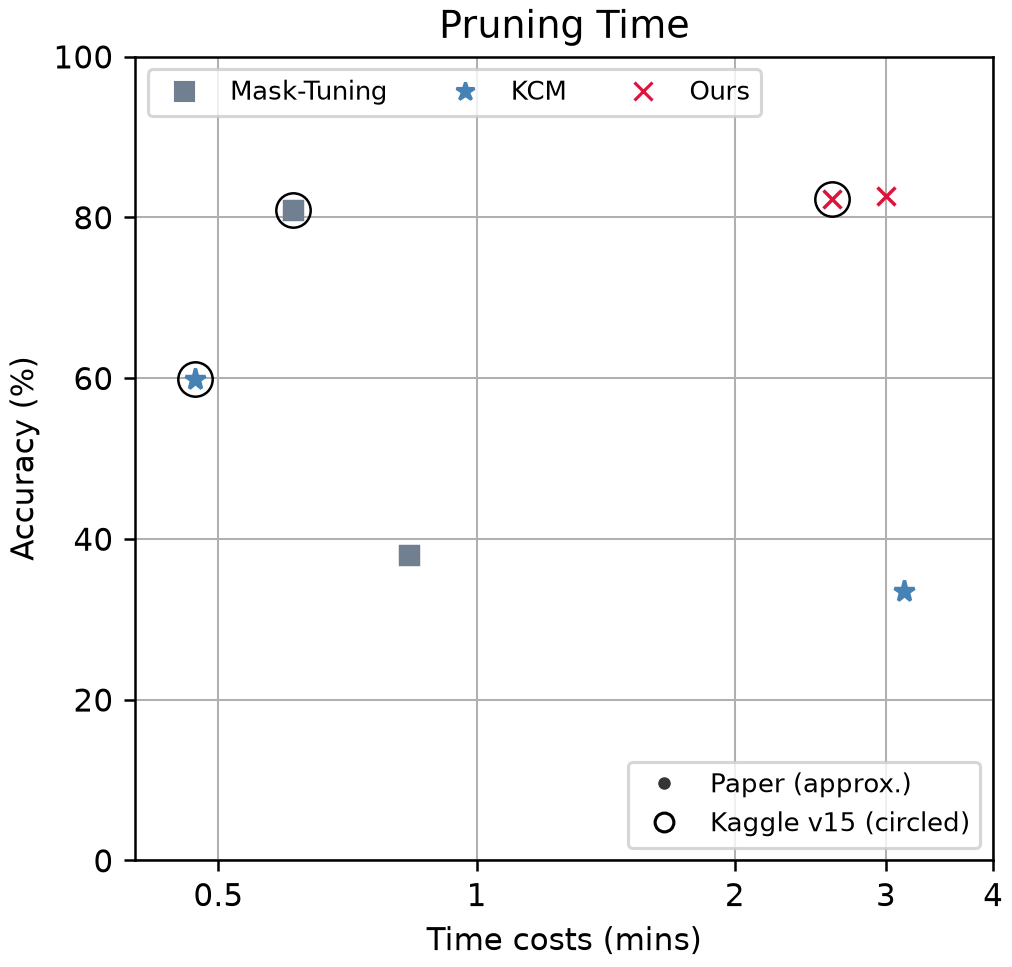 Pruning Time
Mask-Tuning KCM Ours
100
80
60
40
20
0
Accuracy (%)
Paper (approx.)
Kaggle v15 (circled)
0.5 1 2 3 4
Time costs (mins)